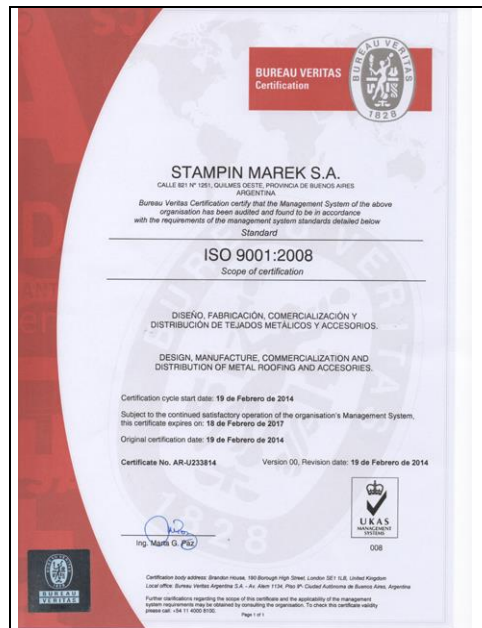 BUREAU VERITAS
Certification
BUREAU VERITAS
1828
STAMPIN MAREK S.A.
CALLE 821 Nº 1251, QUILMES OESTE, PROVINCIA DE BUENOS AIRES
ARGENTINA
Bureau Veritas Certification certify that the Management System of the above
organisation has been audited and found to be in accordance
with the requirements of the management system standards detailed below
Standard
ISO 9001:2008
Scope of certification
DISEÑO, FABRICACIÓN, COMERCIALIZACIÓN Y
DISTRIBUCIÓN DE TEJADOS METÁLICOS Y ACCESORIOS.
DESIGN, MANUFACTURE, COMMERCIALIZATION AND
DISTRIBUTION OF METAL ROOFING AND ACCESORIES.
Certification cycle start date: 19 de Febrero de 2014
Subject to the continued satisfactory operation of the organisation's Management System,
this certificate expires on: 18 de Febrero de 2017
Original certification date: 19 de Febrero de 2014
Certificate No. AR-U233814 Version 00, Revision date: 19 de Febrero de 2014
Ing. Marta G. Paz
UKAS
MANAGEMENT
SYSTEMS
008
BUREAU
VERITAS
Certification body address: Brandon House, 180 Borough High Street, London SE1 1LB, United Kingdom
Local office: Bureau Veritas Argentina S.A. - Av. Alem 1134, Piso 9º- Ciudad Autónoma de Buenos Aires, Argentina
Further clarifications regarding the scope of this certificate and the applicability of the management
system requirements may be obtained by consulting the organisation. To check this certificate validity
please call: +54 11 4000 8100.
Page 1 of 1